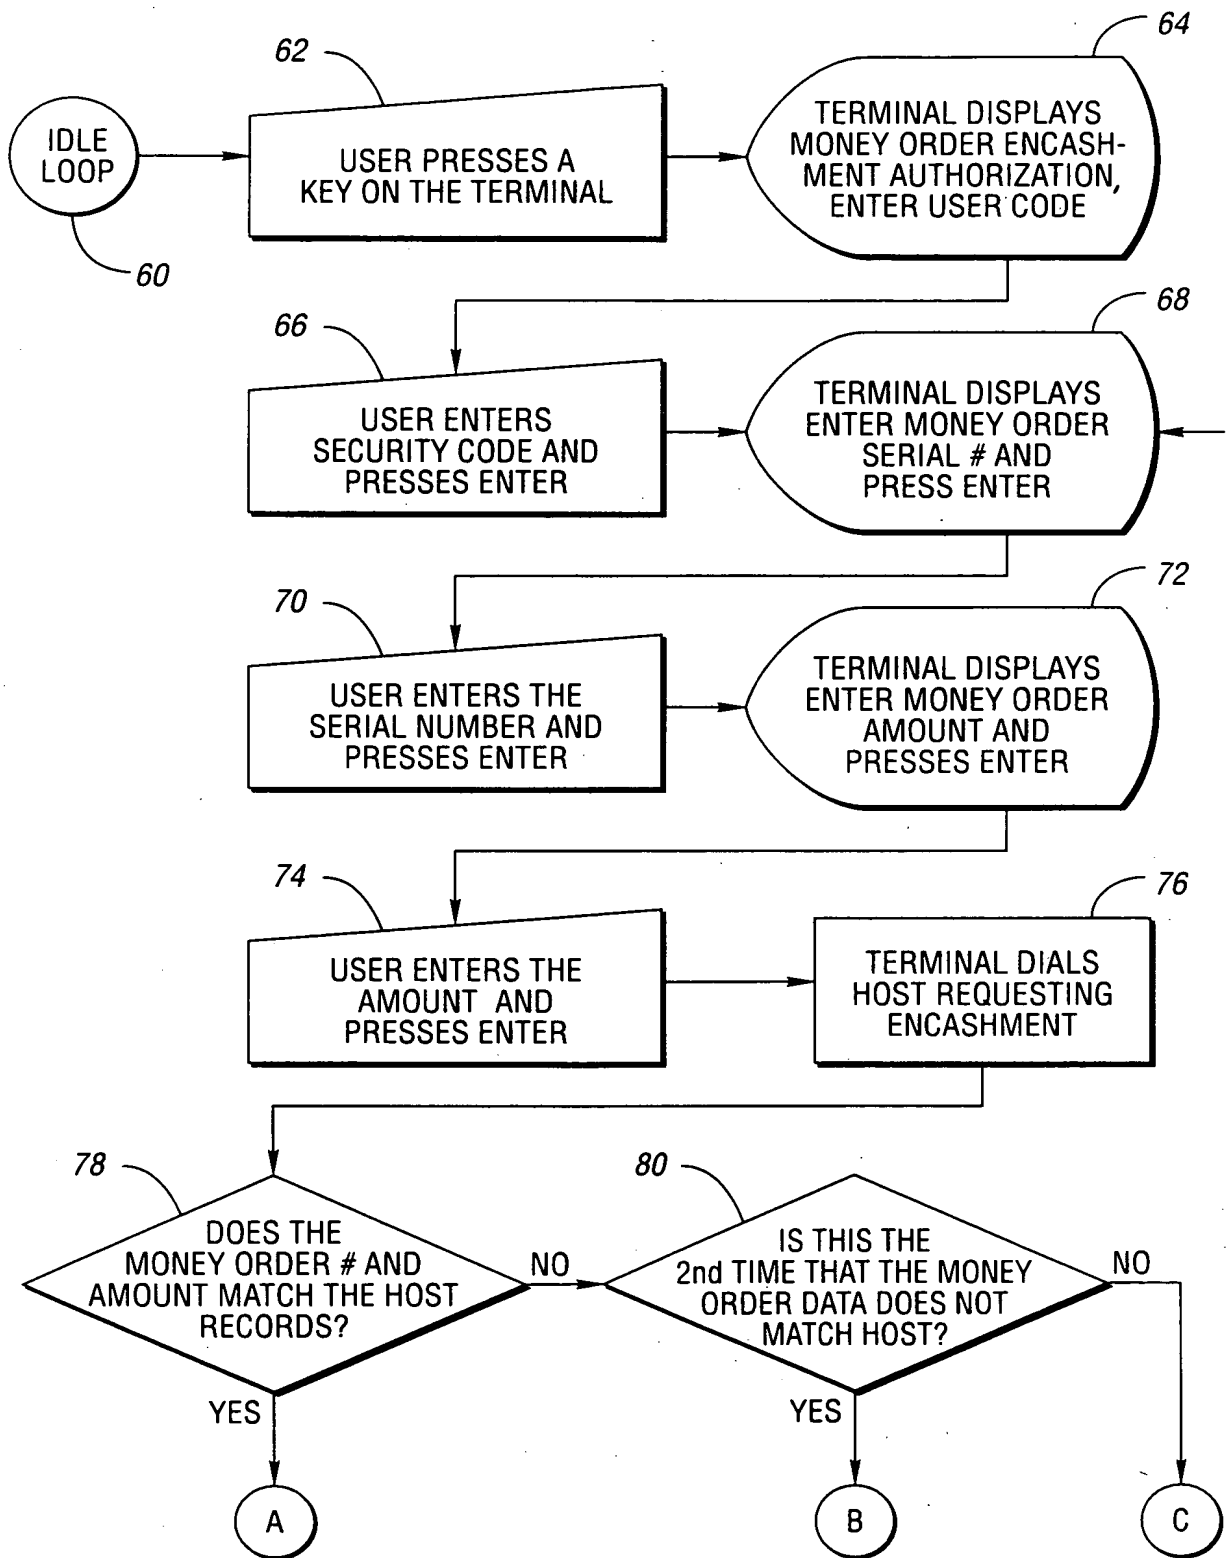 62
64
IDLE
LOOP
60
USER PRESSES A
KEY ON THE TERMINAL
TERMINAL DISPLAYS
MONEY ORDER ENCASH-
MENT AUTHORIZATION,
ENTER USER CODE
66
68
USER ENTERS
SECURITY CODE AND
PRESSES ENTER
TERMINAL DISPLAYS
ENTER MONEY ORDER
SERIAL # AND
PRESS ENTER
70
72
USER ENTERS THE
SERIAL NUMBER AND
PRESSES ENTER
TERMINAL DISPLAYS
ENTER MONEY ORDER
AMOUNT AND
PRESSES ENTER
74
76
USER ENTERS THE
AMOUNT AND
PRESSES ENTER
TERMINAL DIALS
HOST REQUESTING
ENCASHMENT
78
80
DOES THE
MONEY ORDER # AND
AMOUNT MATCH THE HOST
RECORDS?
NO
IS THIS THE
2nd TIME THAT THE MONEY
ORDER DATA DOES NOT
MATCH HOST?
NO
YES
YES
A
B
C